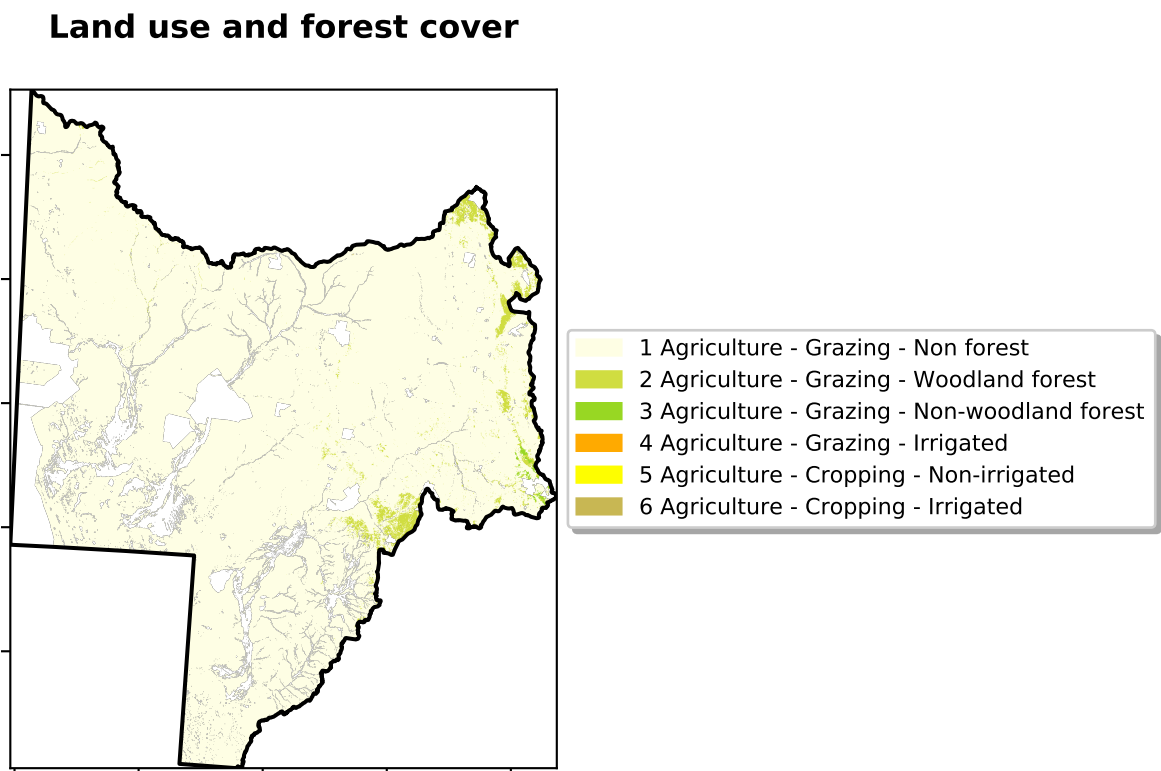 Land use and forest cover
1 Agriculture - Grazing - Non forest
2 Agriculture - Grazing - Woodland forest
3 Agriculture - Grazing - Non-woodland forest
4 Agriculture - Grazing - Irrigated
5 Agriculture - Cropping - Non-irrigated
6 Agriculture - Cropping - Irrigated